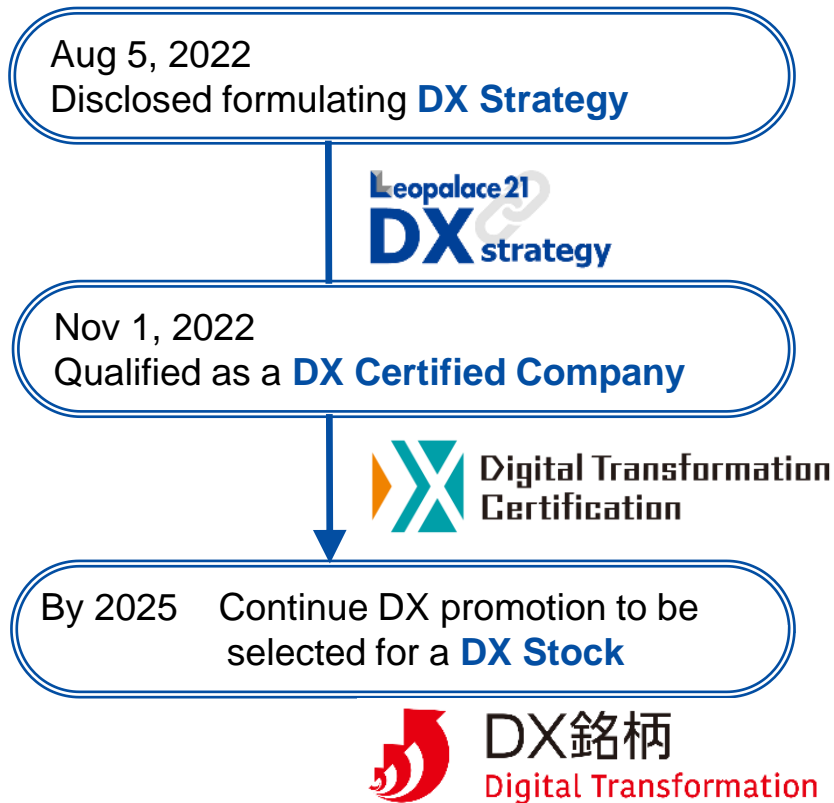 Aug 5, 2022
Disclosed formulating DX Strategy
Leopalace21
DX strategy
Nov 1, 2022
Qualified as a DX Certified Company
Digital Transformation
Certification
By 2025 Continue DX promotion to be
selected for a DX Stock
DX銘柄
Digital Transformation